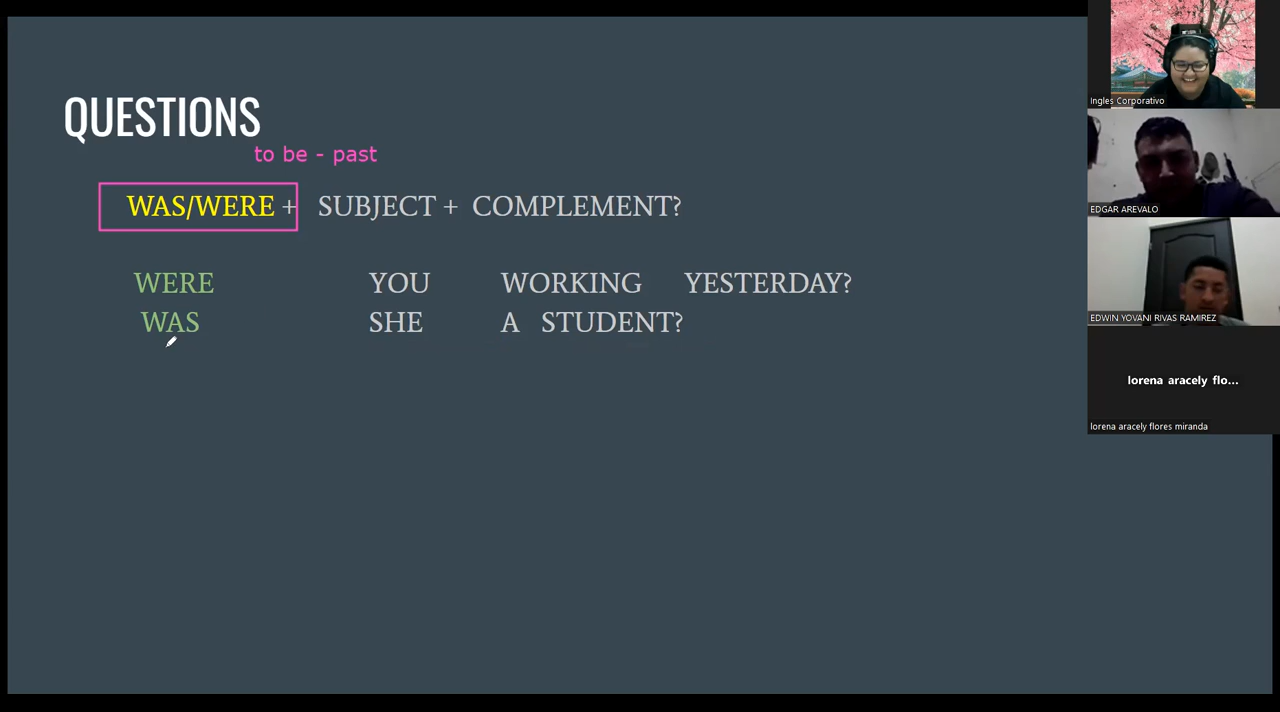 QUESTIONS
to be - past
WAS/WERE + SUBJECT + COMPLEMENT?
WERE YOU WORKING YESTERDAY?
WAS SHE A STUDENT?
Ingles Corporativo
EDGAR AREVALO
EDWIN YOVANI RIVAS RAMIREZ
lorena aracely flo...
lorena aracely flores miranda